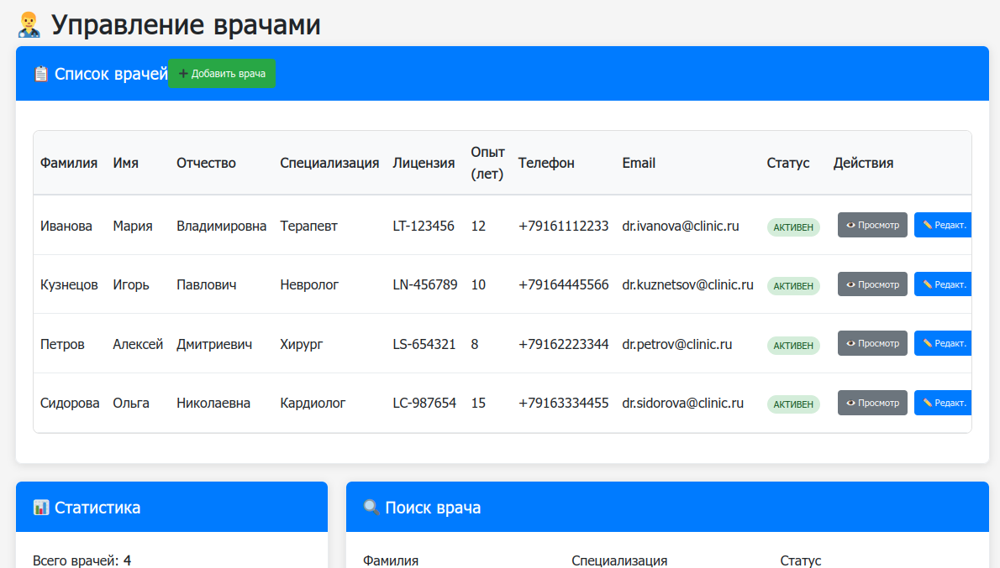 Управление врачами
Список врачей + Добавить врача
Фамилия Имя Отчество Специализация Лицензия Опыт (лет) Телефон Email Статус Действия
Иванова Мария Владимировна Терапевт LT-123456 12 +79161112233 dr.ivanova@clinic.ru АКТИВЕН Просмотр Редакт.
Кузнецов Игорь Павлович Невролог LN-456789 10 +79164445566 dr.kuznetsov@clinic.ru АКТИВЕН Просмотр Редакт.
Петров Алексей Дмитриевич Хирург LS-654321 8 +79162223344 dr.petrov@clinic.ru АКТИВЕН Просмотр Редакт.
Сидорова Ольга Николаевна Кардиолог LC-987654 15 +79163334455 dr.sidorova@clinic.ru АКТИВЕН Просмотр Редакт.
Статистика
Всего врачей: 4
Поиск врача
Фамилия Специализация Статус